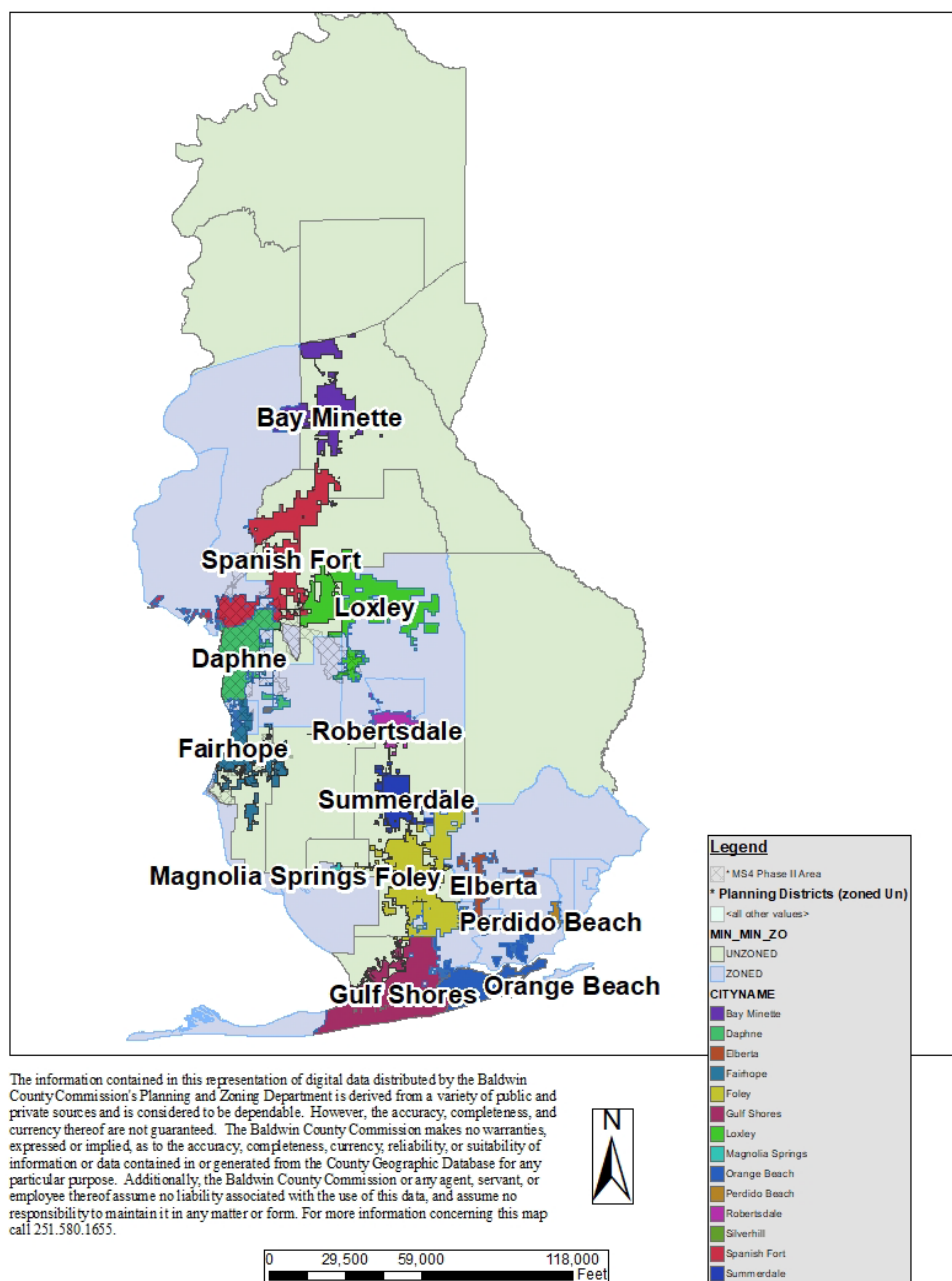 Bay Minette
Spanish Fort
Loxley
Daphne
Robertsdale
Fairhope
Summerdale
Magnolia Springs
Foley
Elberta
Perdido Beach
Orange Beach
Gulf Shores
Legend
* MS4 Phase II Area
* Planning Districts (zoned Un)
<all other values>
MIN_MIN_ZO
UNZONED
ZONED
CITYNAME
Bay Minette
Daphne
Elberta
Fairhope
Foley
Gulf Shores
Loxley
Magnolia Springs
Orange Beach
Perdido Beach
Robertsdale
Silverhill
Spanish Fort
Summerdale
The information contained in this representation of digital data distributed by the Baldwin
County Commission's Planning and Zoning Department is derived from a variety of public and
private sources and is considered to be dependable. However, the accuracy, completeness, and
currency thereof are not guaranteed. The Baldwin County Commission makes no warranties,
expressed or implied, as to the accuracy, completeness, currency, reliability, or suitability of
information or data contained in or generated from the County Geographic Database for any
particular purpose. Additionally, the Baldwin County Commission or any agent, servant, or
employee thereof assume no liability associated with the use of this data, and assume no
responsibility to maintain it in any matter or form. For more information concerning this map
call 251.580.1655.
N
0 29,500 59,000 118,000
Feet